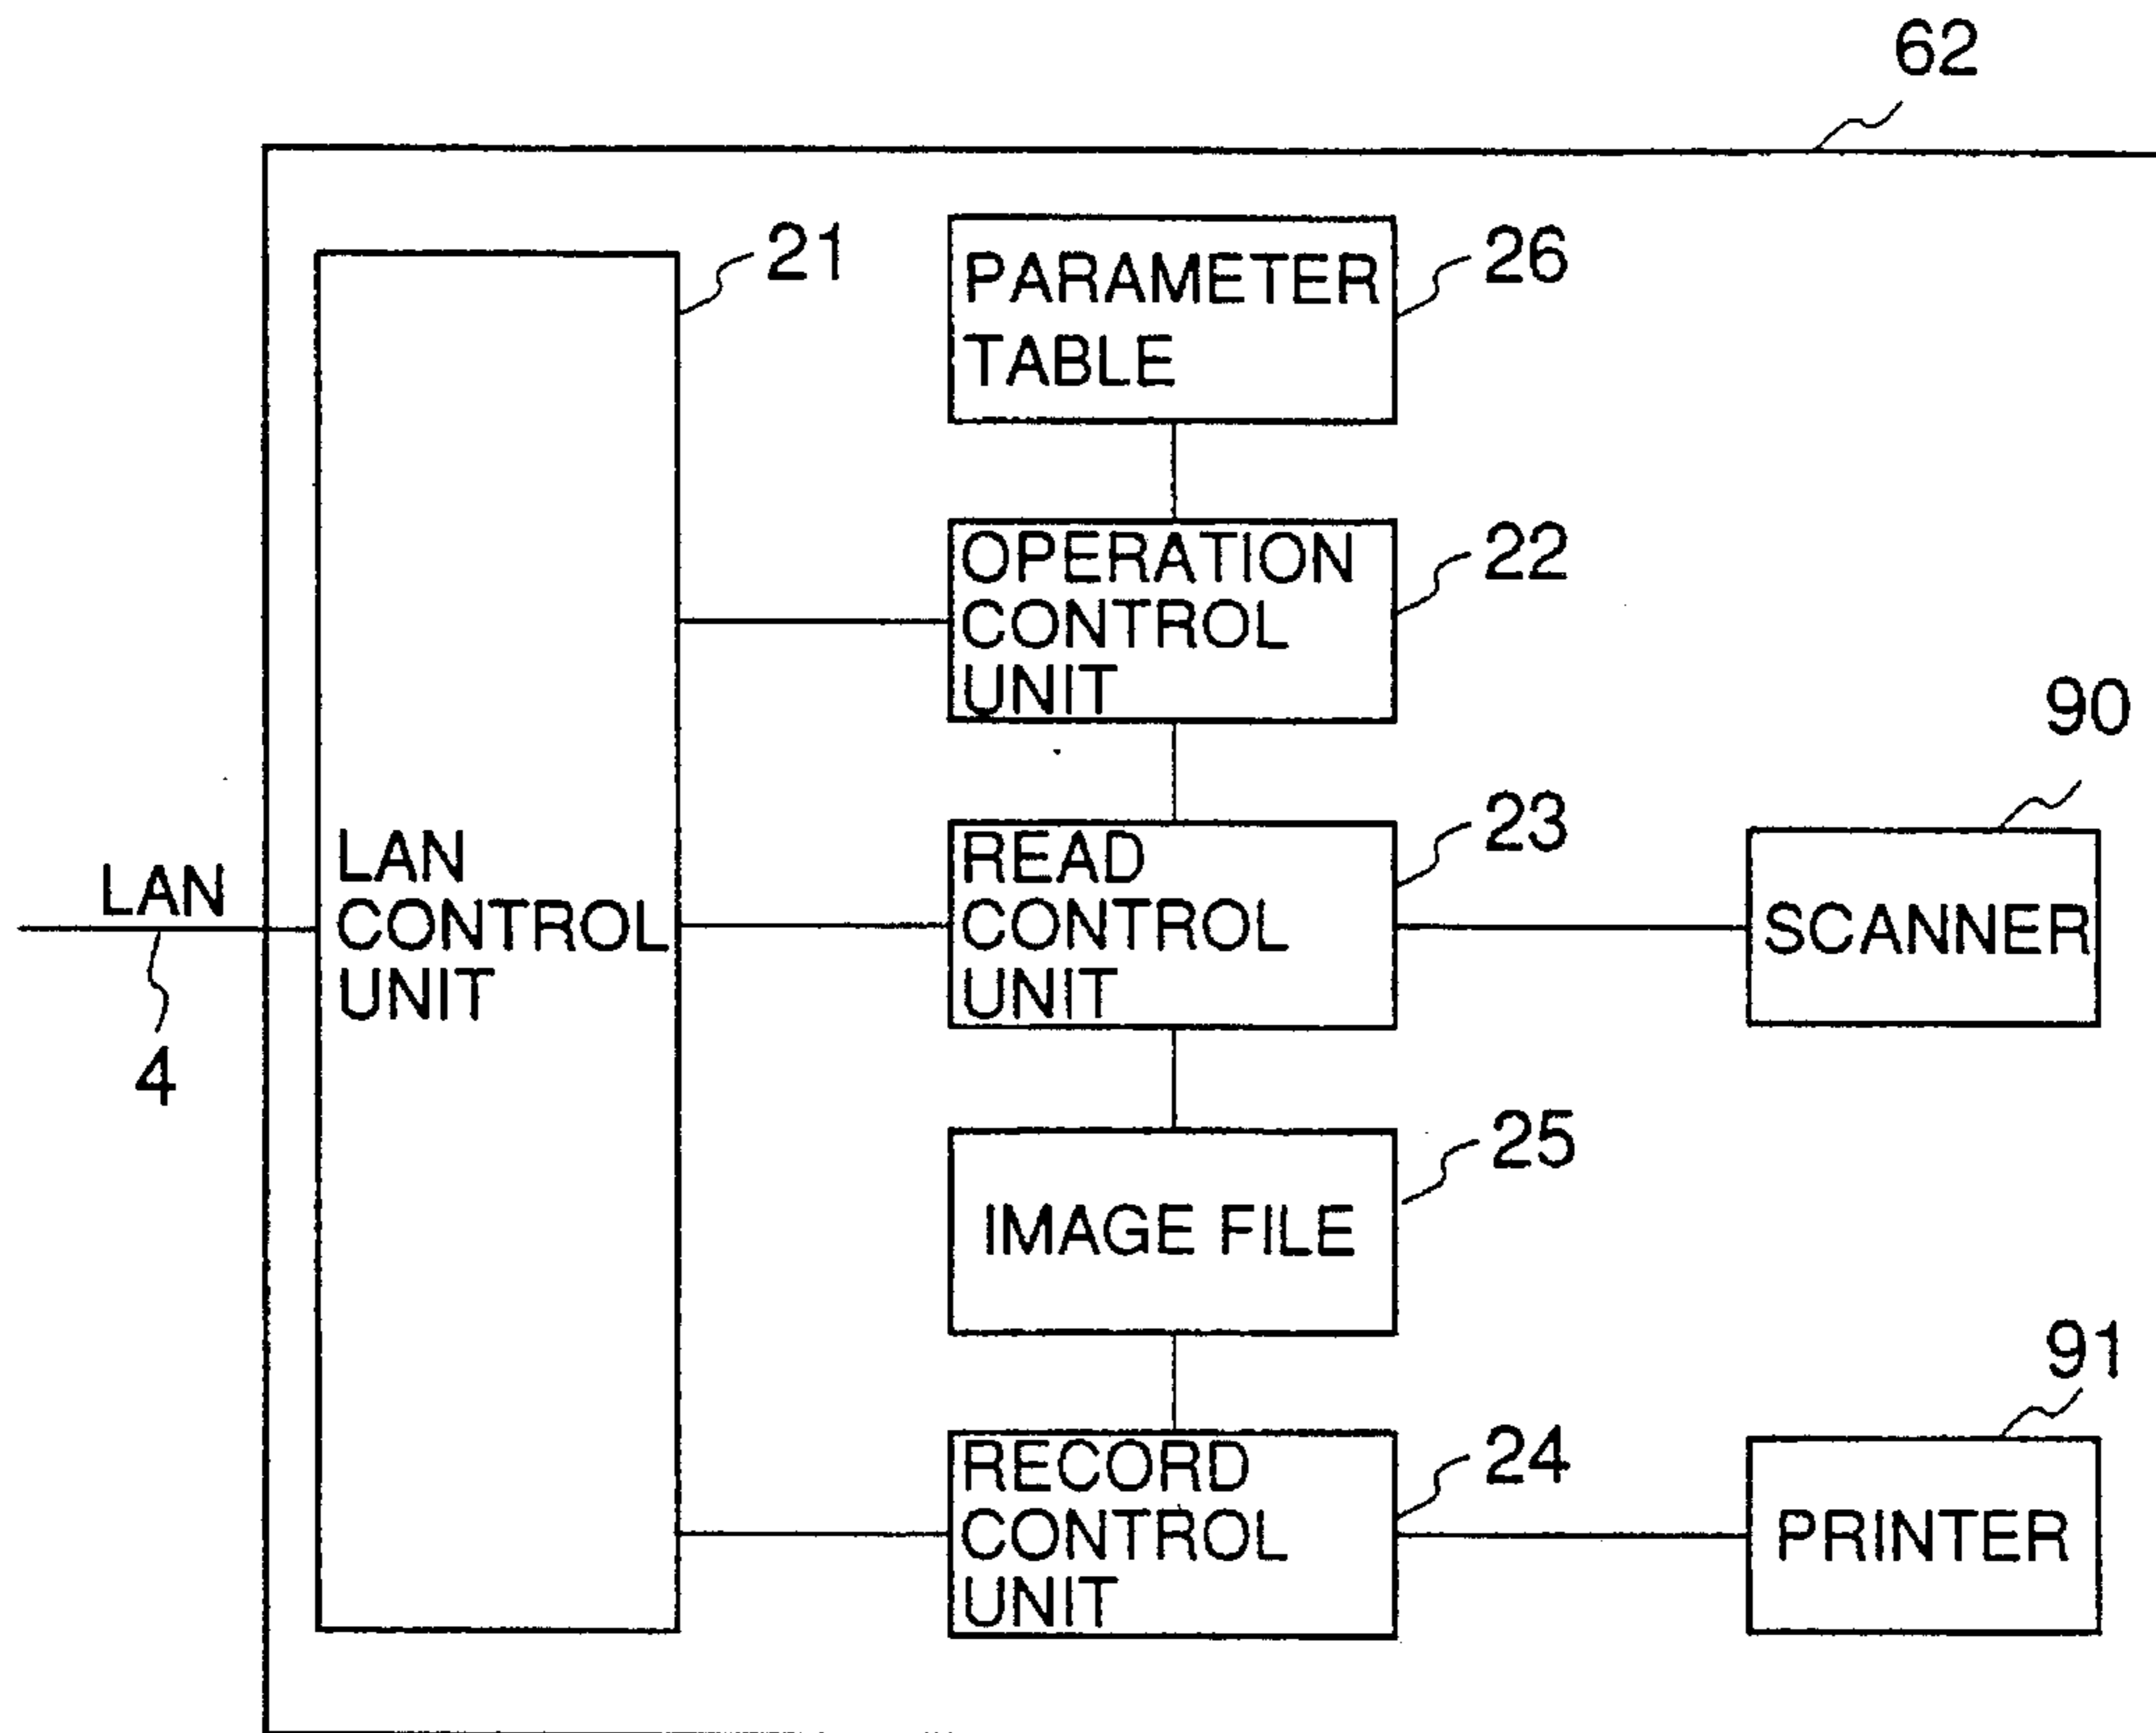 62
21
PARAMETER
TABLE
26
OPERATION
CONTROL
UNIT
22
90
LAN
4
LAN
CONTROL
UNIT
READ
CONTROL
UNIT
23
SCANNER
IMAGE FILE
25
91
RECORD
CONTROL
UNIT
24
PRINTER